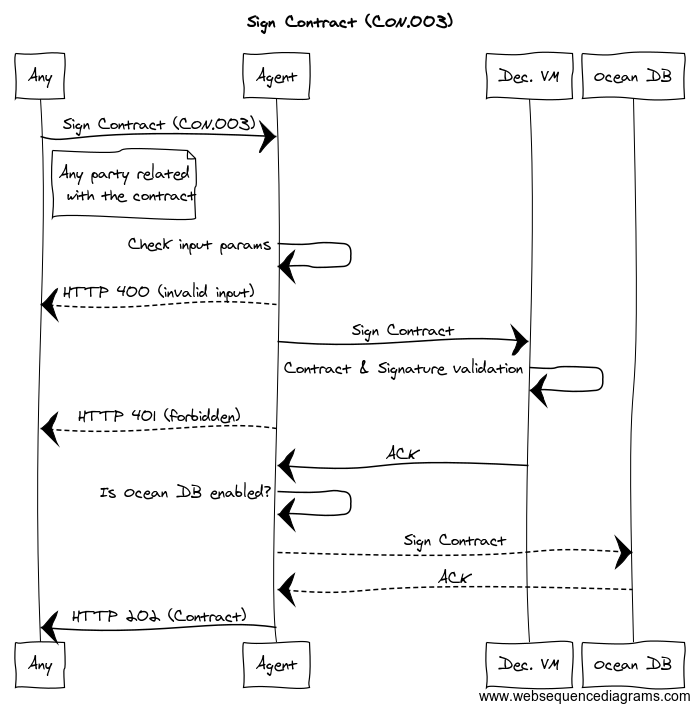 Sign Contract (CON.003)
Any
Agent
Dec. VM
Ocean DB
Sign Contract (CON.003)
Any party related
with the contract
Check input params
HTTP 400 (invalid input)
Sign Contract
Contract & Signature validation
HTTP 401 (forbidden)
ACK
Is Ocean DB enabled?
Sign Contract
ACK
HTTP 202 (Contract)
Any
Agent
Dec. VM
Ocean DB
www.websequencediagrams.com